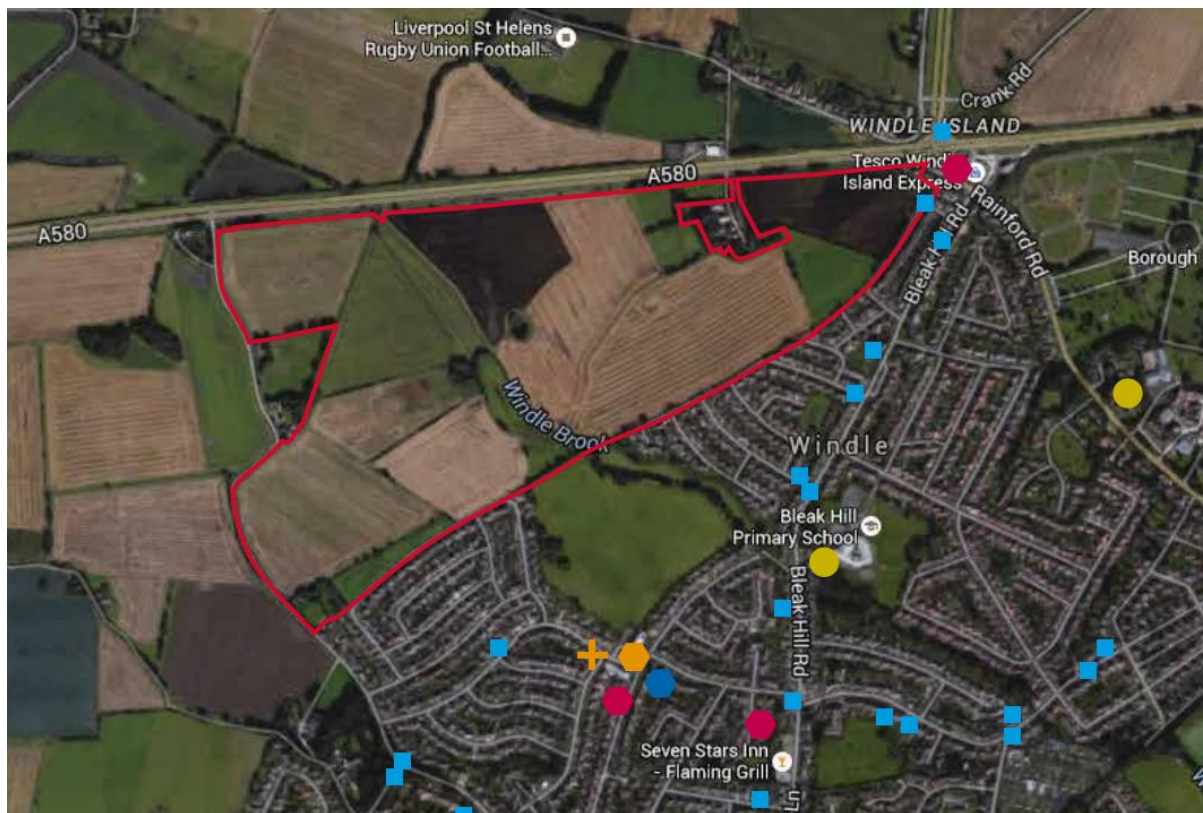 Liverpool St Helens
Rugby Union Football...
Crank Rd
WINDLE ISLAND
A580
Tesco Windle
Island Express
A580
Rainford Rd
Bleak Hill Rd
Borough
Windle Brook
Windle
Bleak Hill
Primary School
Bleak Hill Rd
Seven Stars Inn
- Flaming Grill